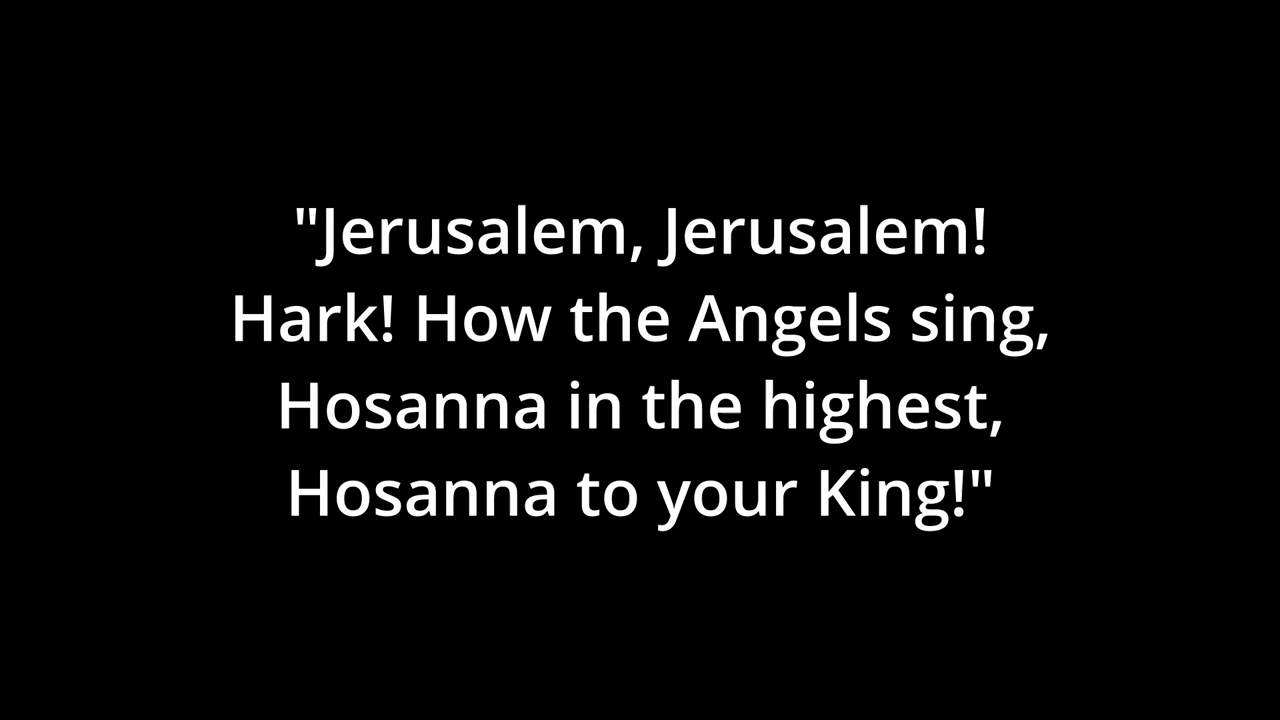 "Jerusalem, Jerusalem!
Hark! How the Angels sing,
Hosanna in the highest,
Hosanna to your King!"